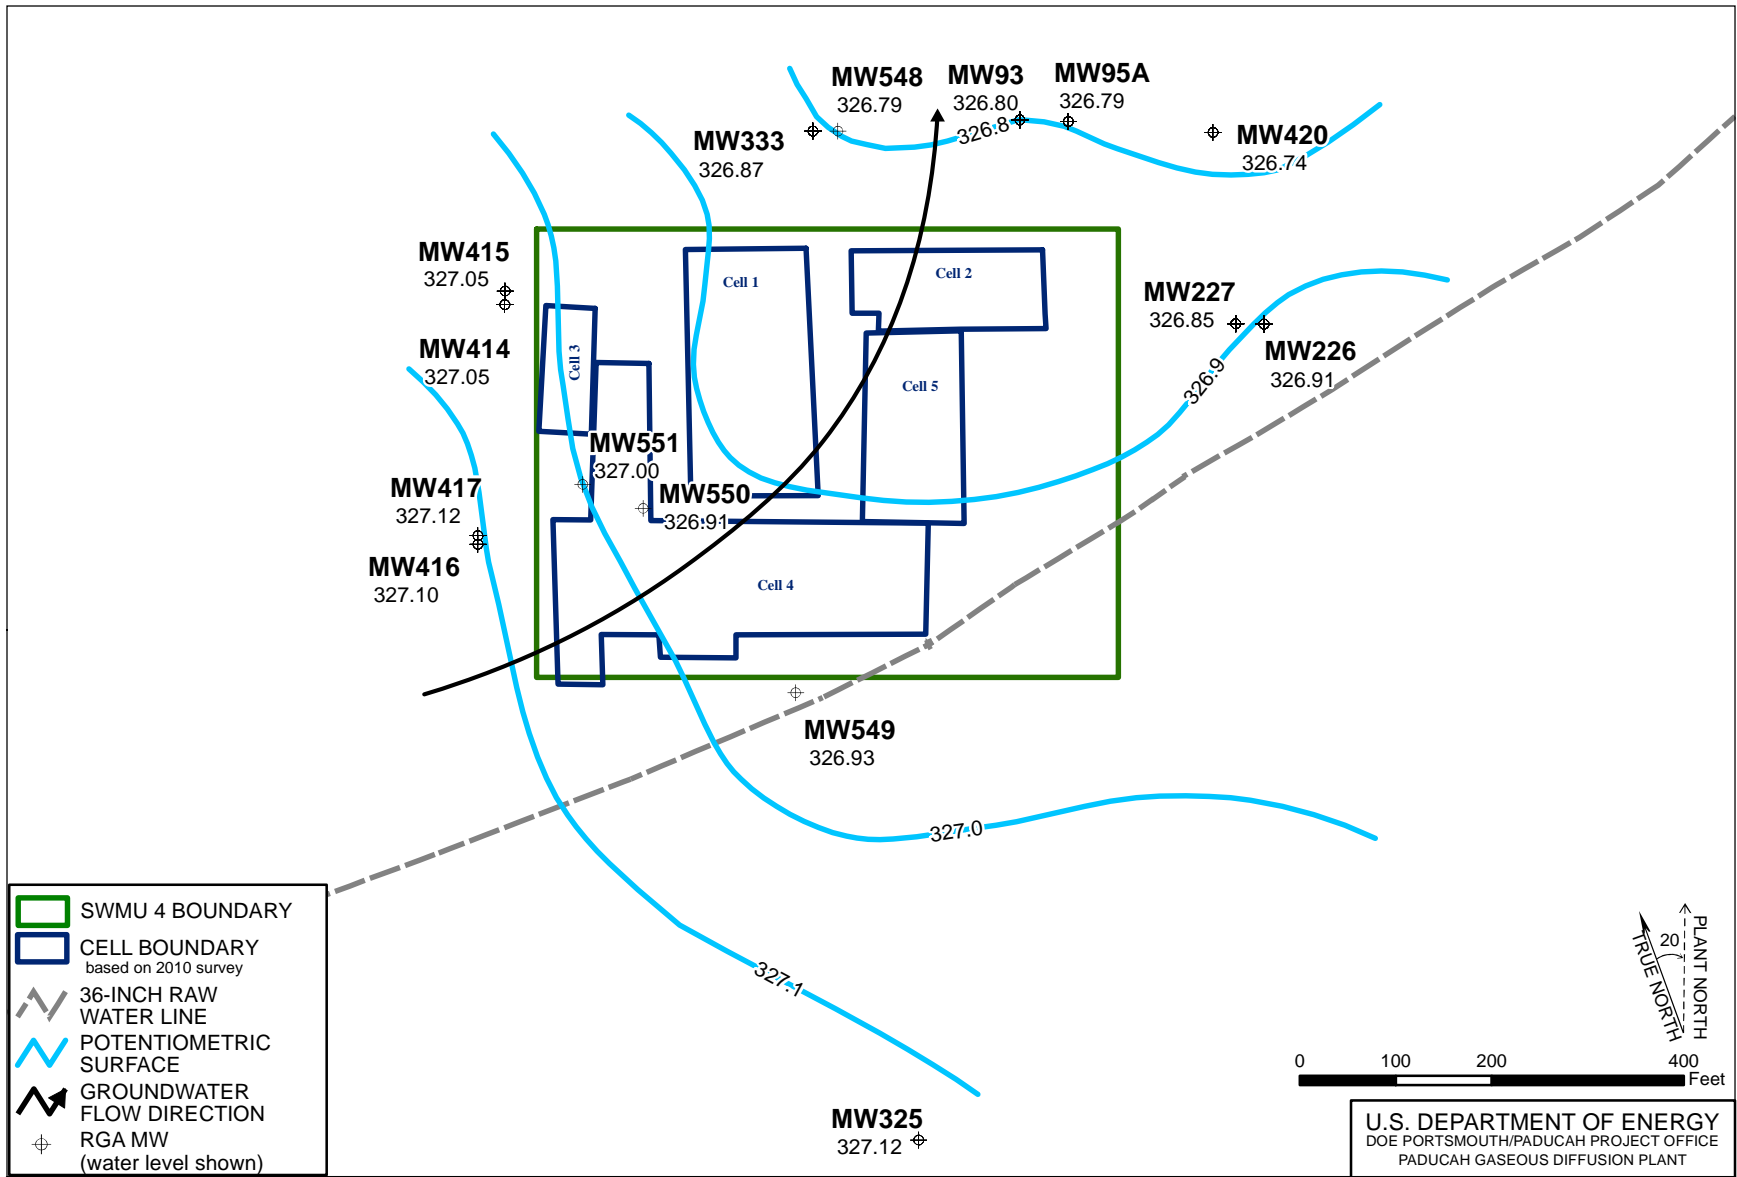 MW548
326.79
MW93
326.80
MW95A
326.79
326.8
MW333
326.87
MW420
326.74
MW415
327.05
MW414
327.05
Cell 1
Cell 2
Cell 3
Cell 5
MW227
326.85
MW226
326.91
326.9
MW551
327.00
MW550
326.91
MW417
327.12
MW416
327.10
Cell 4
MW549
326.93
327.0
327.1
MW325
327.12
SWMU 4 BOUNDARY
CELL BOUNDARY
based on 2010 survey
36-INCH RAW
WATER LINE
POTENTIOMETRIC
SURFACE
GROUNDWATER
FLOW DIRECTION
RGA MW
(water level shown)
TRUE NORTH
20
PLANT NORTH
0 100 200 400
Feet
U.S. DEPARTMENT OF ENERGY
DOE PORTSMOUTH/PADUCAH PROJECT OFFICE
PADUCAH GASEOUS DIFFUSION PLANT